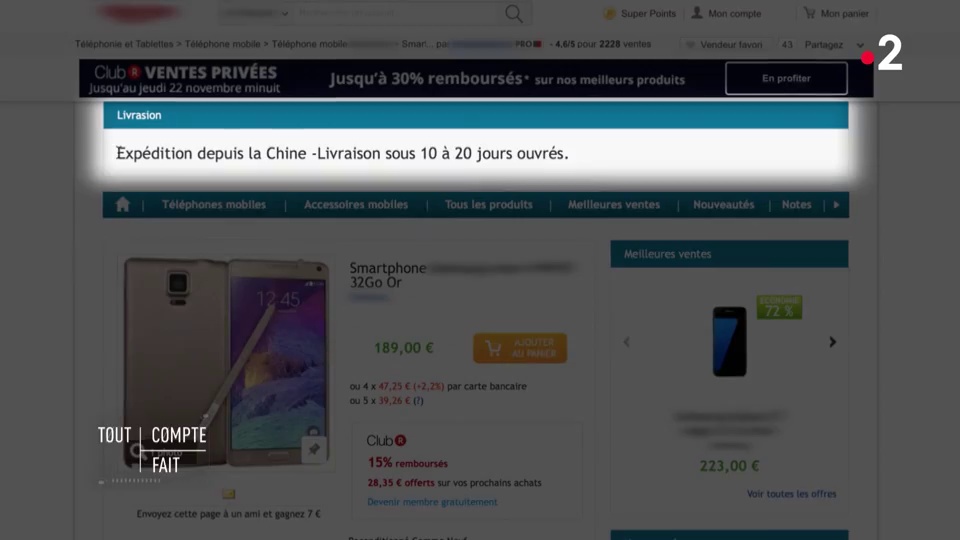 Super Points
Mon compte
Mon panier
Téléphonie et Tablettes > Téléphone mobile > Téléphone mobile > Smar... par PRO - 4,6/5 pour 2228 ventes
Vendeur favori 43 Partagez
Club R VENTES PRIVÉES
Jusqu'au jeudi 22 novembre minuit
Jusqu'à 30% remboursés* sur nos meilleurs produits
En profiter
2
Livraison
Expédition depuis la Chine -Livraison sous 10 à 20 jours ouvrés.
Téléphones mobiles | Accessoires mobiles | Tous les produits | Meilleures ventes | Nouveautés | Notes
Smartphone
32Go Or
12:45
189,00 €
AJOUTER
AU PANIER
ou 4 x 47,25 € (+2,2%) par carte bancaire
ou 5 x 39,26 € (?)
Club R
15% remboursés
28,35 € offerts sur vos prochains achats
Devenir membre gratuitement
photo
Envoyez cette page à un ami et gagnez 7 €
Meilleures ventes
ÉCONOMIE
72 %
223,00 €
Voir toutes les offres
TOUT COMPTE
FAIT